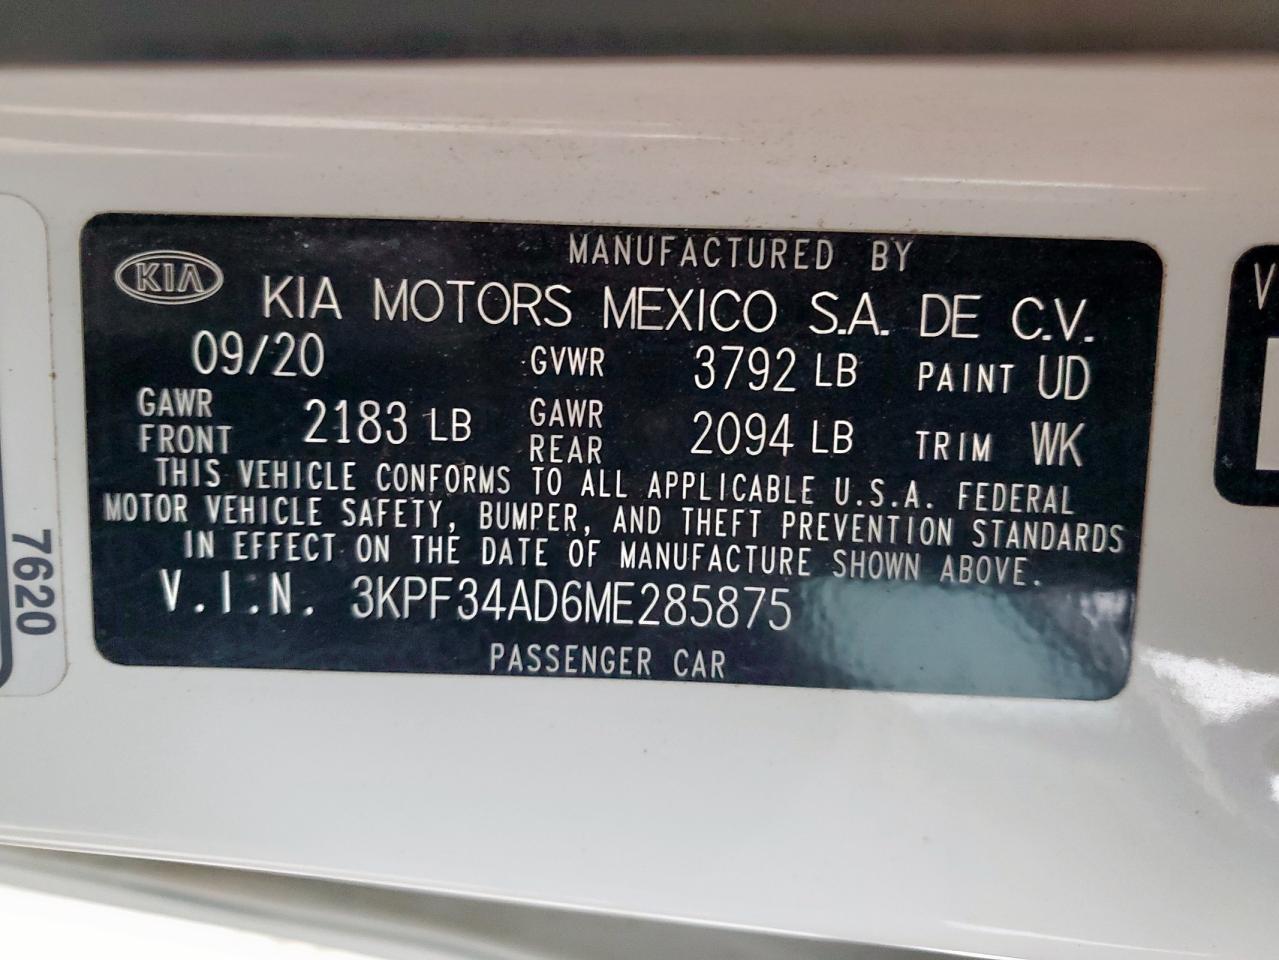 MANUFACTURED BY
KIA KIA MOTORS MEXICO S.A. DE C.V.
09/20 GVWR 3792 LB PAINT UD
GAWR FRONT 2183 LB GAWR REAR 2094 LB TRIM WK
THIS VEHICLE CONFORMS TO ALL APPLICABLE U.S.A. FEDERAL
MOTOR VEHICLE SAFETY, BUMPER, AND THEFT PREVENTION STANDARDS
IN EFFECT ON THE DATE OF MANUFACTURE SHOWN ABOVE.
V.I.N. 3KPF34AD6ME285875
PASSENGER CAR
7620
V